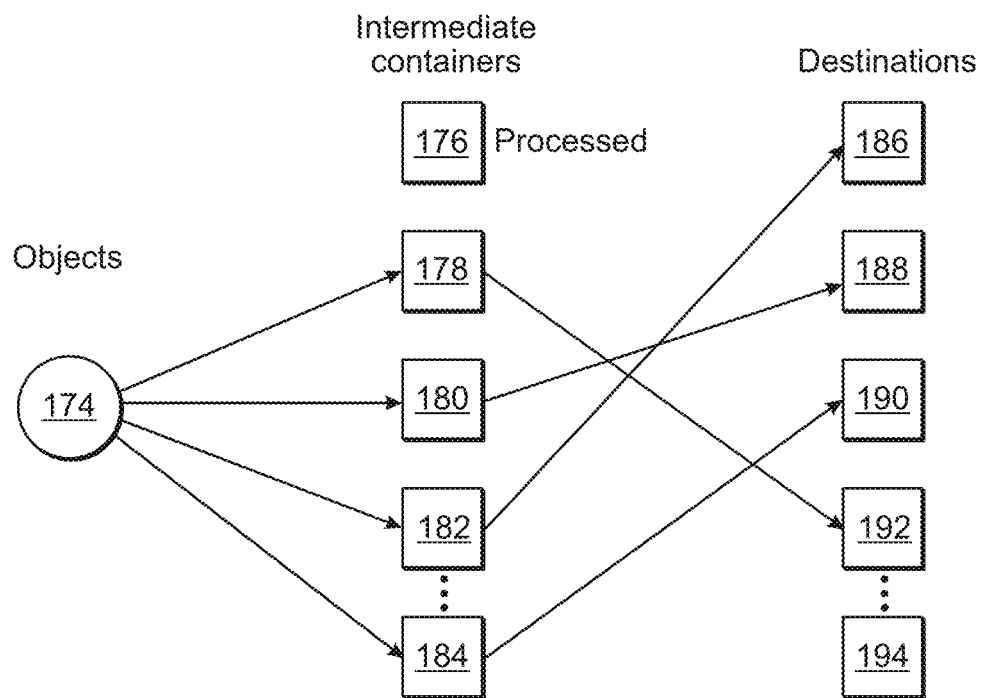 Intermediate
containers
Destinations
176 Processed
186
Objects
178
188
174
180
190
182
192
184
194